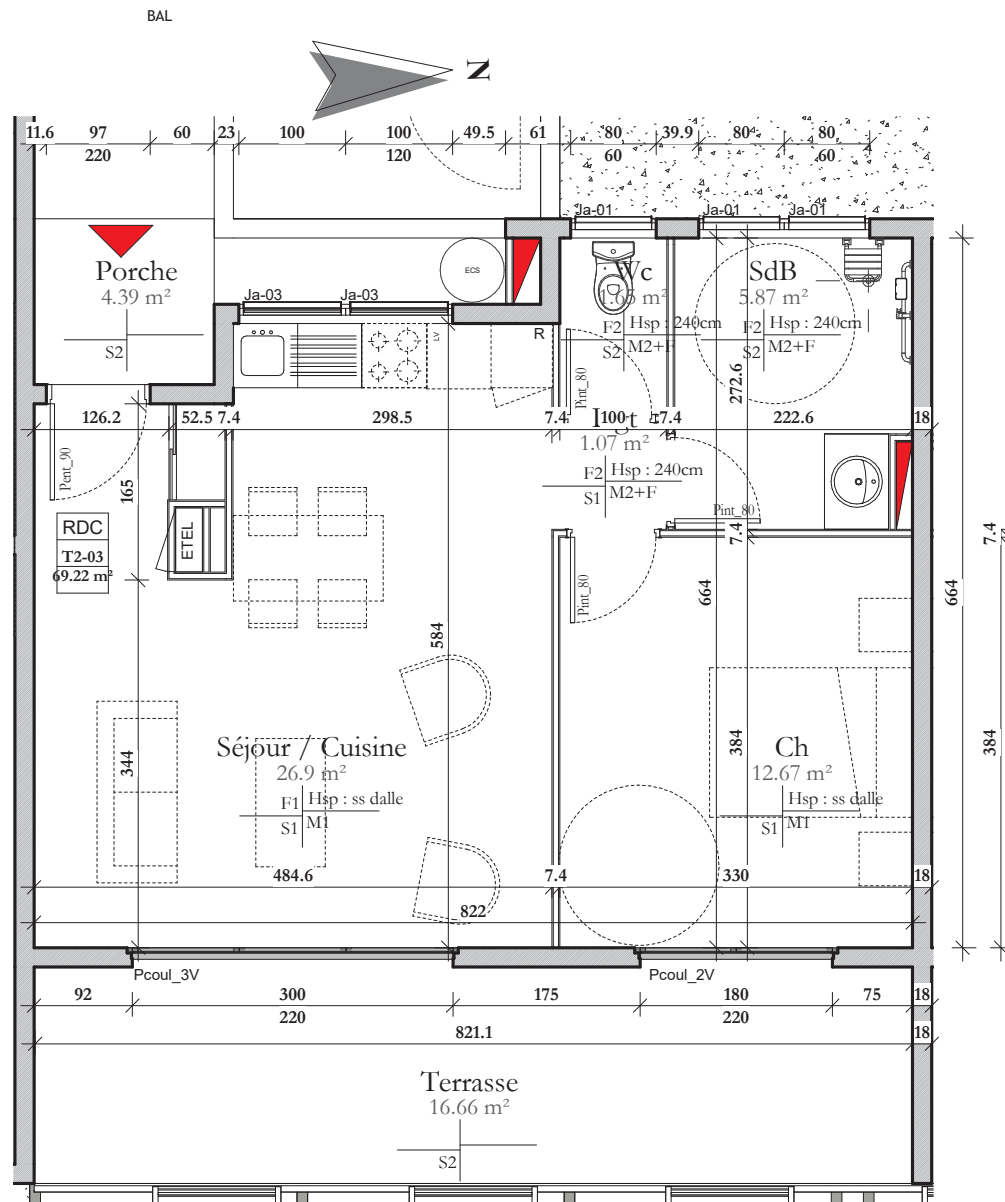 BAL
N
11.6 97 60 23 100 100 49.5 61 80 39.9 80 80
220 120 60 60
Ja-01 Ja-01 Ja-01
Porche
4.39 m²
S2
ECS
Wc
1.65 m²
F2 Hsp : 240cm
S2 M2+F
SdB
5.87 m²
F2 Hsp : 240cm
S2 M2+F
Ja-03 Ja-03
LV
R
Pint_80
272.6
126.2 52.5 7.4 298.5 7.4 100 7.4 222.6 18
Lngt
1.07 m²
F2 Hsp : 240cm
S1 M2+F
Pent_90
165
ETEL
RDC
T2-03
69.22 m²
Pint_80
7.4
7.4
Pint_80
664
664
584
344
384
384
Séjour / Cuisine
26.9 m²
F1 Hsp : ss dalle
S1 M1
Ch
12.67 m²
Hsp : ss dalle
S1 M1
484.6 7.4 330 18
822
Pcoul_3V Pcoul_2V
92 300 175 180 75 18
220 220
821.1 18
Terrasse
16.66 m²
S2